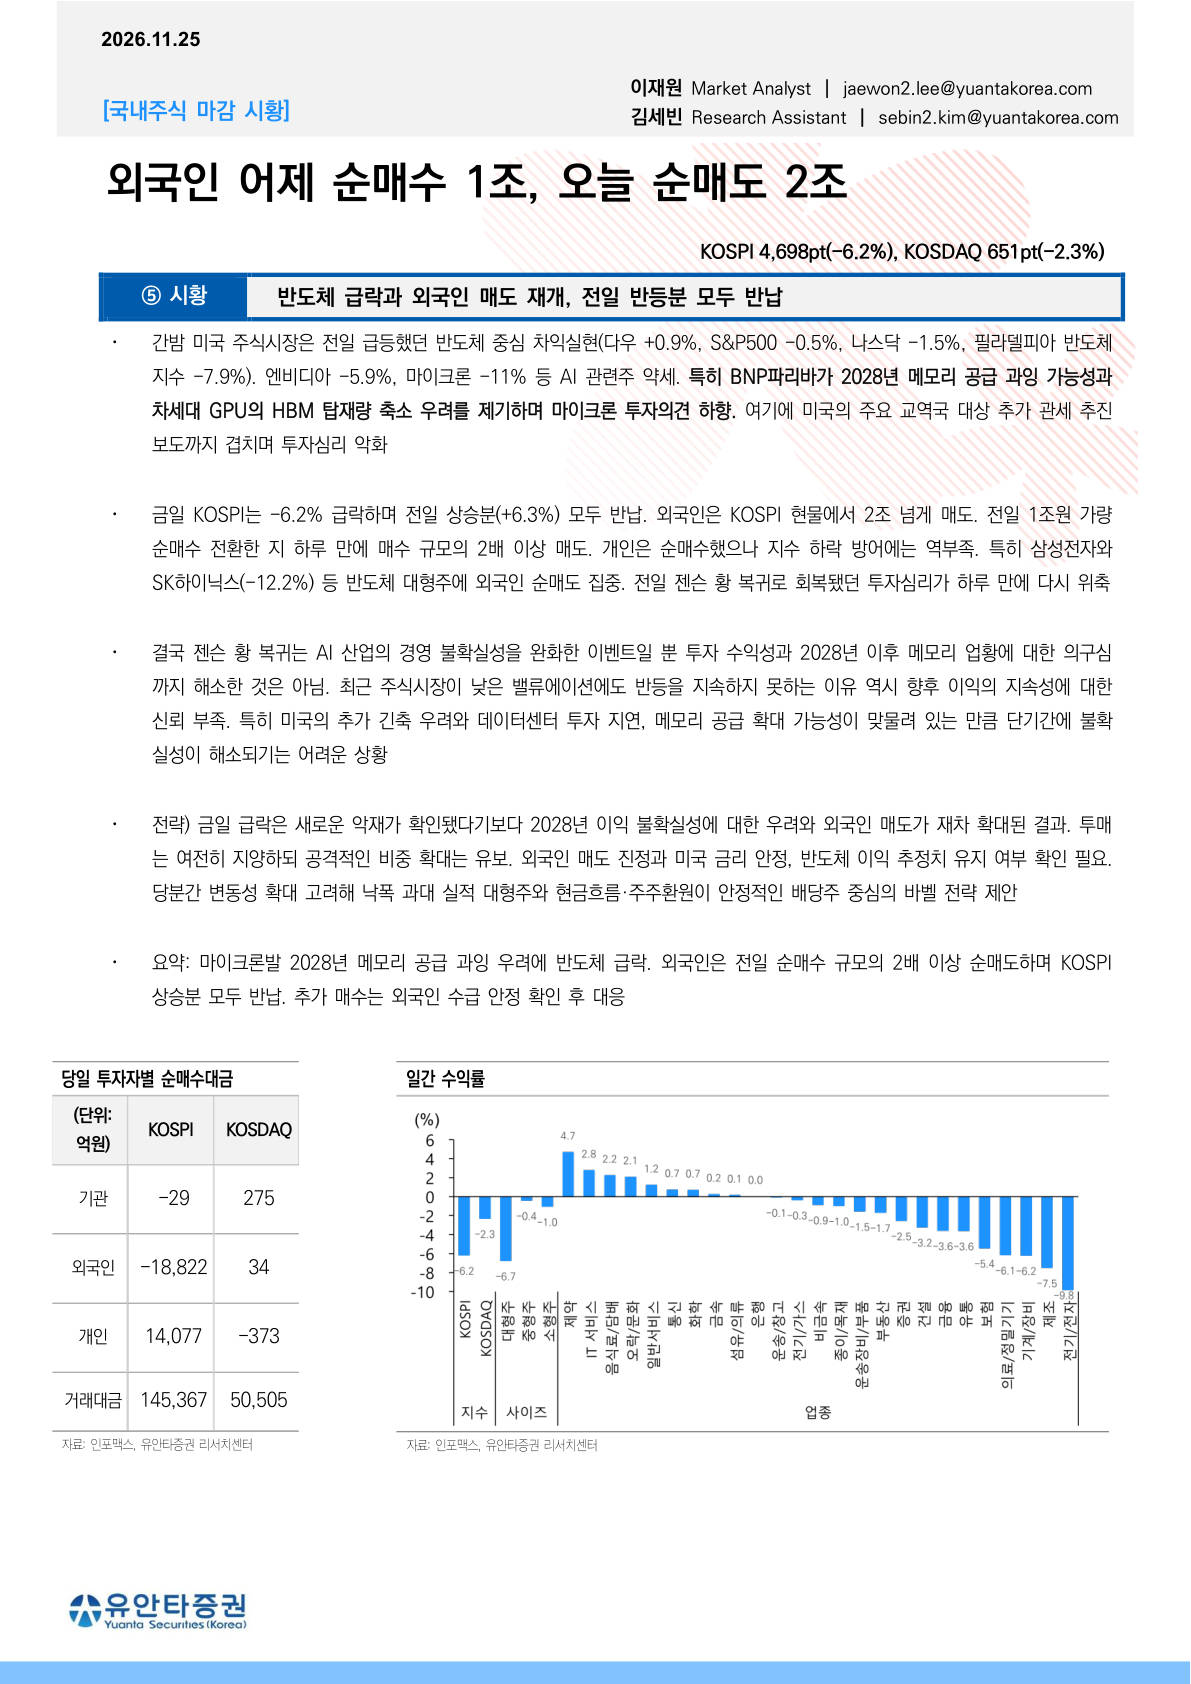 2026.11.25
[국내주식 마감 시황]
이재원 Market Analyst | jaewon2.lee@yuantakorea.com
김세빈 Research Assistant | sebin2.kim@yuantakorea.com
외국인 어제 순매수 1조, 오늘 순매도 2조
KOSPI 4,698pt(-6.2%), KOSDAQ 651pt(-2.3%)
⑤ 시황
반도체 급락과 외국인 매도 재개, 전일 반등분 모두 반납
· 간밤 미국 주식시장은 전일 급등했던 반도체 중심 차익실현(다우 +0.9%, S&P500 -0.5%, 나스닥 -1.5%, 필라델피아 반도체
지수 -7.9%). 엔비디아 -5.9%, 마이크론 -11% 등 AI 관련주 약세. 특히 BNP파리바가 2028년 메모리 공급 과잉 가능성과
차세대 GPU의 HBM 탑재량 축소 우려를 제기하며 마이크론 투자의견 하향. 여기에 미국의 주요 교역국 대상 추가 관세 추진
보도까지 겹치며 투자심리 악화
· 금일 KOSPI는 -6.2% 급락하며 전일 상승분(+6.3%) 모두 반납. 외국인은 KOSPI 현물에서 2조 넘게 매도. 전일 1조원 가량
순매수 전환한 지 하루 만에 매수 규모의 2배 이상 매도. 개인은 순매수했으나 지수 하락 방어에는 역부족. 특히 삼성전자와
SK하이닉스(-12.2%) 등 반도체 대형주에 외국인 순매도 집중. 전일 젠슨 황 복귀로 회복됐던 투자심리가 하루 만에 다시 위축
· 결국 젠슨 황 복귀는 AI 산업의 경영 불확실성을 완화한 이벤트일 뿐 투자 수익성과 2028년 이후 메모리 업황에 대한 의구심
까지 해소한 것은 아님. 최근 주식시장이 낮은 밸류에이션에도 반등을 지속하지 못하는 이유 역시 향후 이익의 지속성에 대한
신뢰 부족. 특히 미국의 추가 긴축 우려와 데이터센터 투자 지연, 메모리 공급 확대 가능성이 맞물려 있는 만큼 단기간에 불확
실성이 해소되기는 어려운 상황
· 전략) 금일 급락은 새로운 악재가 확인됐다기보다 2028년 이익 불확실성에 대한 우려와 외국인 매도가 재차 확대된 결과. 투매
는 여전히 지양하되 공격적인 비중 확대는 유보. 외국인 매도 진정과 미국 금리 안정, 반도체 이익 추정치 유지 여부 확인 필요.
당분간 변동성 확대 고려해 낙폭 과대 실적 대형주와 현금흐름·주주환원이 안정적인 배당주 중심의 바벨 전략 제안
· 요약: 마이크론발 2028년 메모리 공급 과잉 우려에 반도체 급락. 외국인은 전일 순매수 규모의 2배 이상 순매도하며 KOSPI
상승분 모두 반납. 추가 매수는 외국인 수급 안정 확인 후 대응
당일 투자자별 순매수대금
(단위:
억원) KOSPI KOSDAQ
기관 -29 275
외국인 -18,822 34
개인 14,077 -373
거래대금 145,367 50,505
자료: 인포맥스, 유안타증권 리서치센터
일간 수익률
(%)
6
4
2
0
-2
-4
-6
-8
-10
-6.2
-2.3
-6.7
-0.4
-1.0
4.7
2.8
2.2
2.1
1.2
0.7
0.7
0.2
0.1
0.0
-0.1
-0.3
-0.9
-1.0
-1.5
-1.7
-2.5
-3.2
-3.6
-3.6
-5.4
-6.1
-6.2
-7.5
-9.8
KOSPI
KOSDAQ
대형주
중형주
소형주
제약
IT 서비스
음식료/담배
오락/문화
일반서비스
통신
화학
금속
섬유/의류
은행
운송/창고
전기/가스
비금속
종이/목재
운송장비/부품
부동산
증권
건설
금융
유통
보험
의료/정밀기기
기계/장비
제조
전기/전자
지수
사이즈
업종
자료: 인포맥스, 유안타증권 리서치센터
유안타증권
Yuanta Securities (Korea)